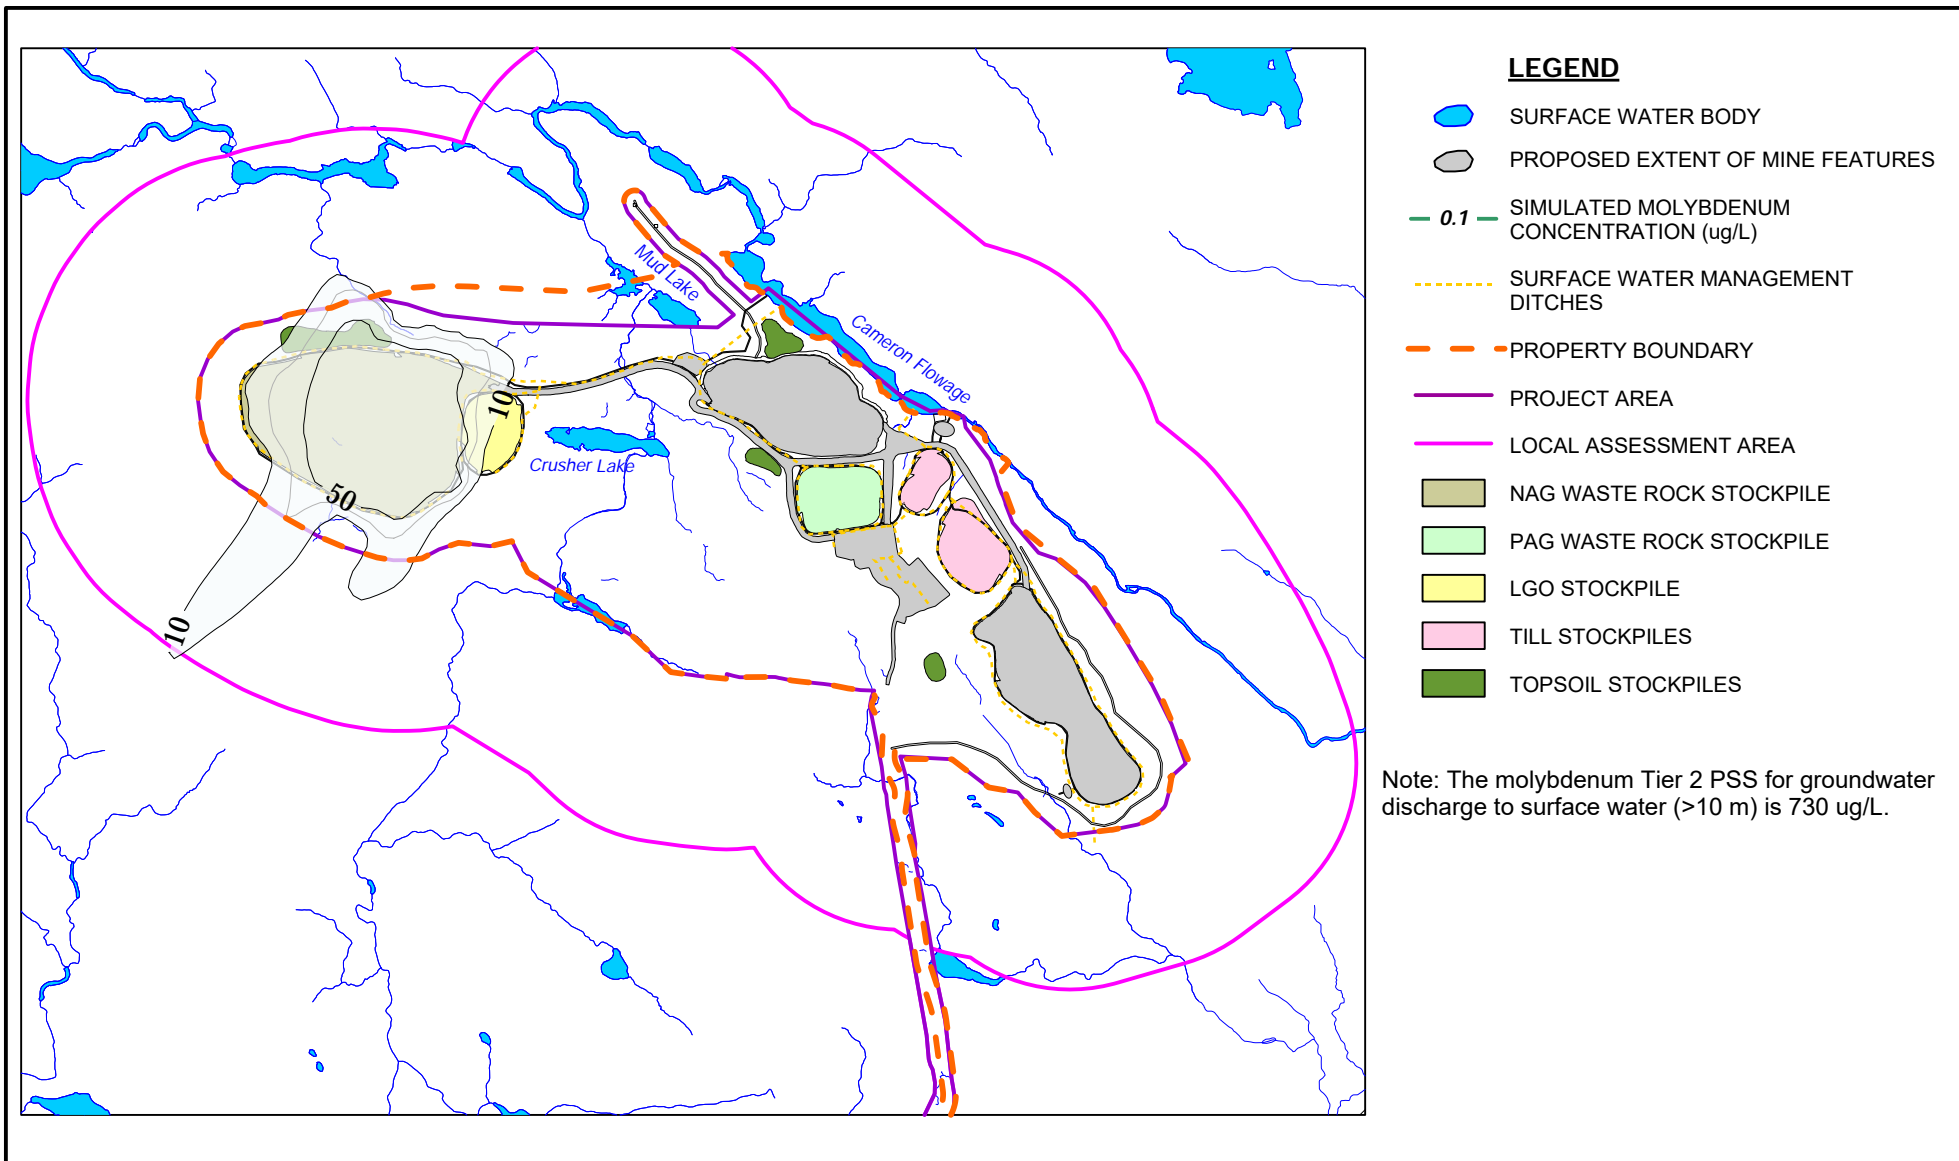 LEGEND
SURFACE WATER BODY
PROPOSED EXTENT OF MINE FEATURES
0.1
SIMULATED MOLYBDENUM
CONCENTRATION (ug/L)
SURFACE WATER MANAGEMENT
DITCHES
PROPERTY BOUNDARY
PROJECT AREA
LOCAL ASSESSMENT AREA
NAG WASTE ROCK STOCKPILE
PAG WASTE ROCK STOCKPILE
LGO STOCKPILE
TILL STOCKPILES
TOPSOIL STOCKPILES
Note: The molybdenum Tier 2 PSS for groundwater
discharge to surface water (>10 m) is 730 ug/L.
Mud Lake
Cameron Flowage
Crusher Lake
10
50
10